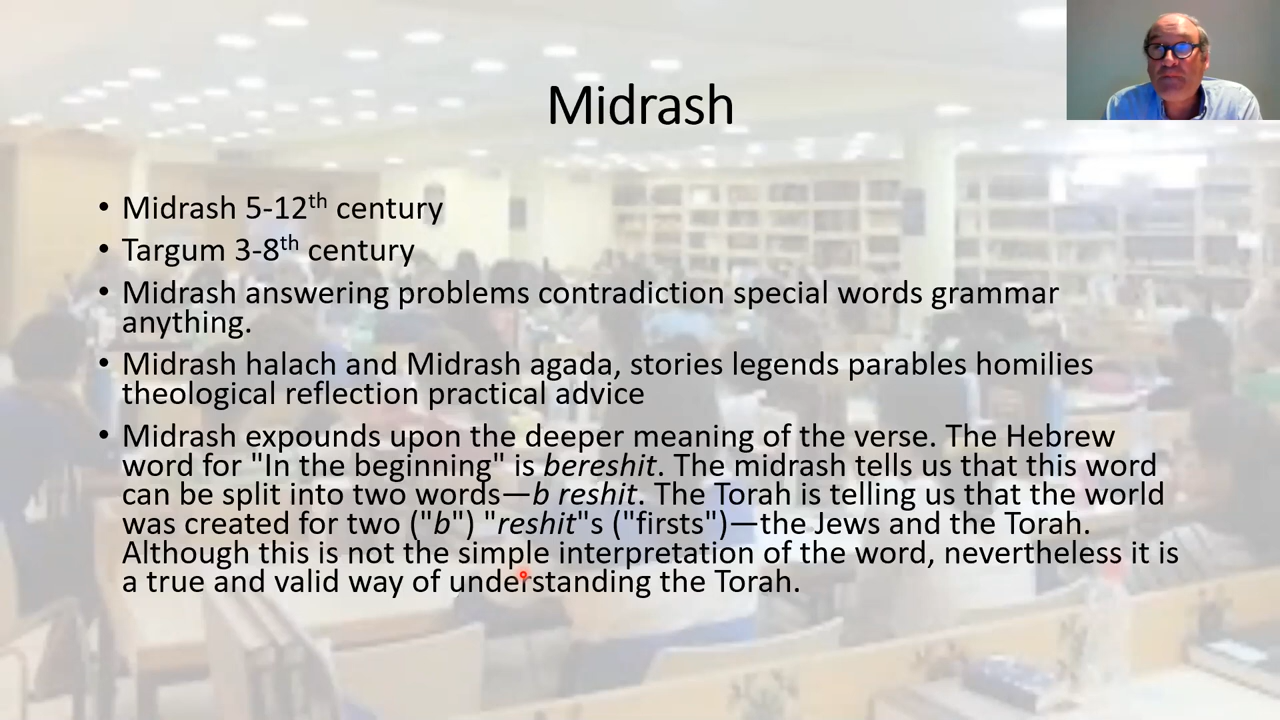 Midrash
• Midrash 5-12th century
• Targum 3-8th century
• Midrash answering problems contradiction special words grammar
anything.
• Midrash halach and Midrash agada, stories legends parables homilies
theological reflection practical advice
• Midrash expounds upon the deeper meaning of the verse. The Hebrew
word for "In the beginning" is bereshit. The midrash tells us that this word
can be split into two words—b reshit. The Torah is telling us that the world
was created for two ("b") "reshit"s ("firsts")—the Jews and the Torah.
Although this is not the simple interpretation of the word, nevertheless it is
a true and valid way of understanding the Torah.